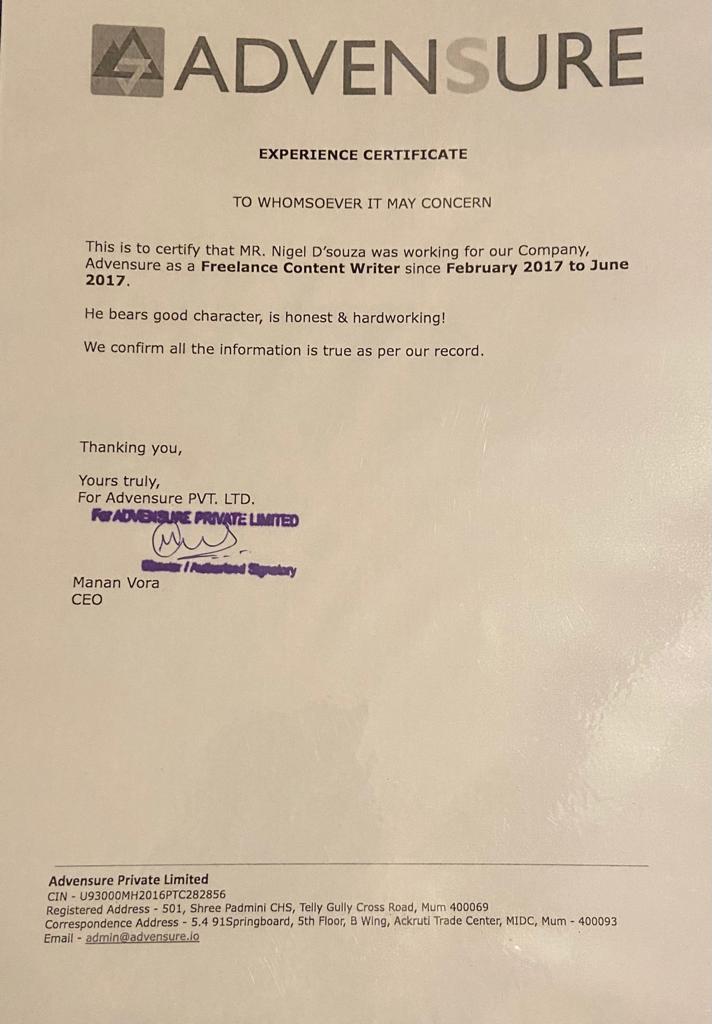 ADVENSURE
EXPERIENCE CERTIFICATE
TO WHOMSOEVER IT MAY CONCERN
This is to certify that MR. Nigel D'souza was working for our Company,
Advensure as a Freelance Content Writer since February 2017 to June
2017.
He bears good character, is honest & hardworking!
We confirm all the information is true as per our record.
Thanking you,
Yours truly,
For Advensure PVT. LTD.
For ADVENSURE PRIVATE LIMITED
Director / Authorised Signatory
Manan Vora
CEO
Advensure Private Limited
CIN - U93000MH2016PTC282856
Registered Address - 501, Shree Padmini CHS, Telly Gully Cross Road, Mum 400069
Correspondence Address - 5.4 91Springboard, 5th Floor, B Wing, Ackruti Trade Center, MIDC, Mum - 400093
Email - admin@advensure.io